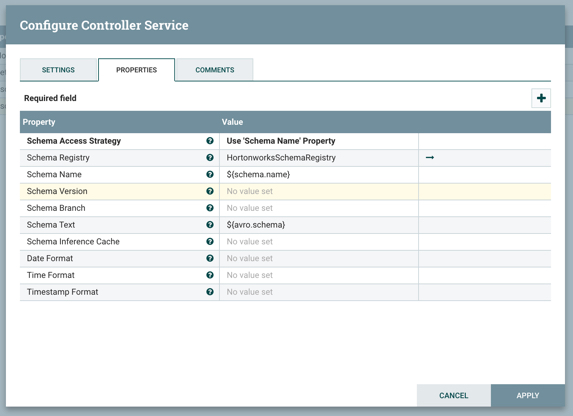 Configure Controller Service
SETTINGS PROPERTIES COMMENTS
Required field
Property Value
Schema Access Strategy Use 'Schema Name' Property
Schema Registry HortonworksSchemaRegistry
Schema Name ${schema.name}
Schema Version No value set
Schema Branch No value set
Schema Text ${avro.schema}
Schema Inference Cache No value set
Date Format No value set
Time Format No value set
Timestamp Format No value set
CANCEL APPLY